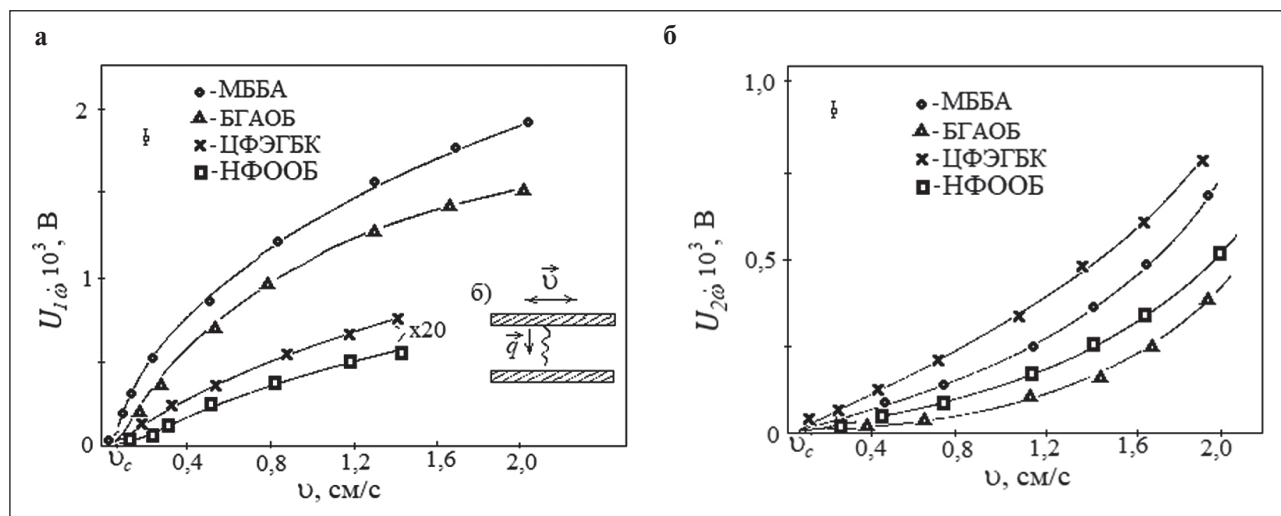 а
2
1
0
U1ω̇ 10³, В
-МББА
-БГАОБ
-ЦФЭГБК
-НФООБ
x20
б)
υ⃗
q⃗
υc
0,4
0,8
1,2
1,6
2,0
υ, см/с
б
1,0
0,5
0
U2ω̇ 10³, В
-МББА
-БГАОБ
-ЦФЭГБК
-НФООБ
υc
0,4
0,8
1,2
1,6
2,0
υ, см/с